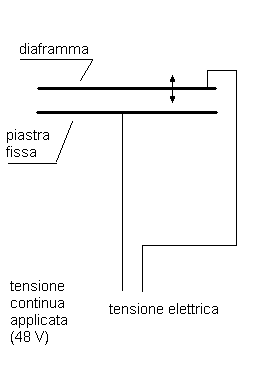 diaframma
piastra
fissa
tensione
continua
applicata
(48 V)
tensione elettrica